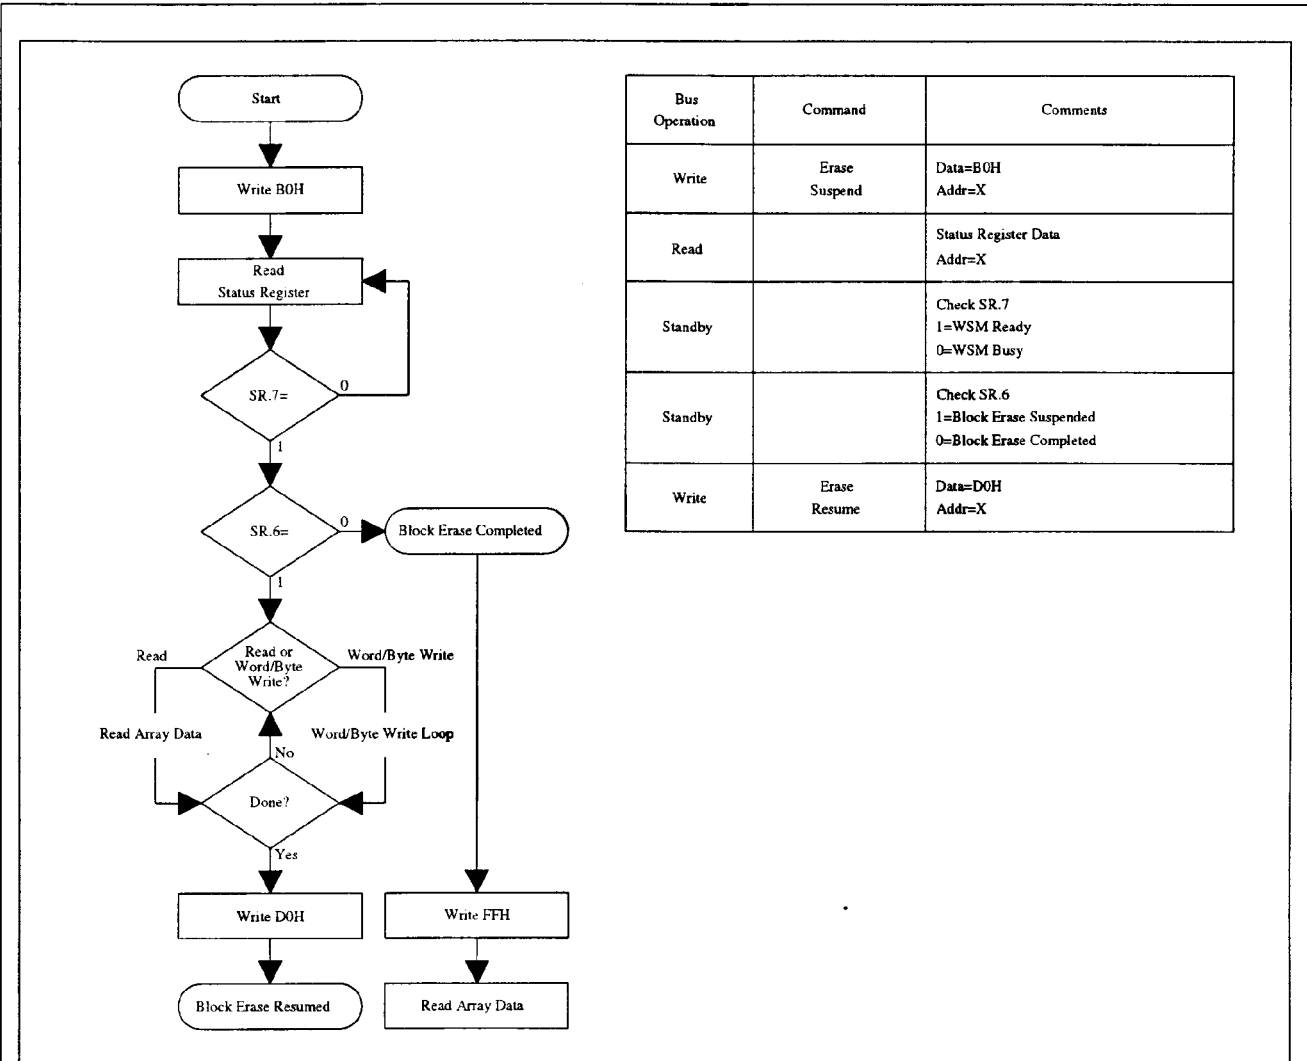 Start
Write B0H
Read
Status Register
SR.7=
0
1
SR.6=
0
Block Erase Completed
1
Read or
Word/Byte
Write?
Read
Word/Byte Write
Read Array Data
Word/Byte Write Loop
No
Done?
Yes
Write D0H
Write FFH
Block Erase Resumed
Read Array Data
Bus
Operation
Command
Comments
Write
Erase
Suspend
Data=B0H
Addr=X
Read
Status Register Data
Addr=X
Standby
Check SR.7
1=WSM Ready
0=WSM Busy
Standby
Check SR.6
1=Block Erase Suspended
0=Block Erase Completed
Write
Erase
Resume
Data=D0H
Addr=X